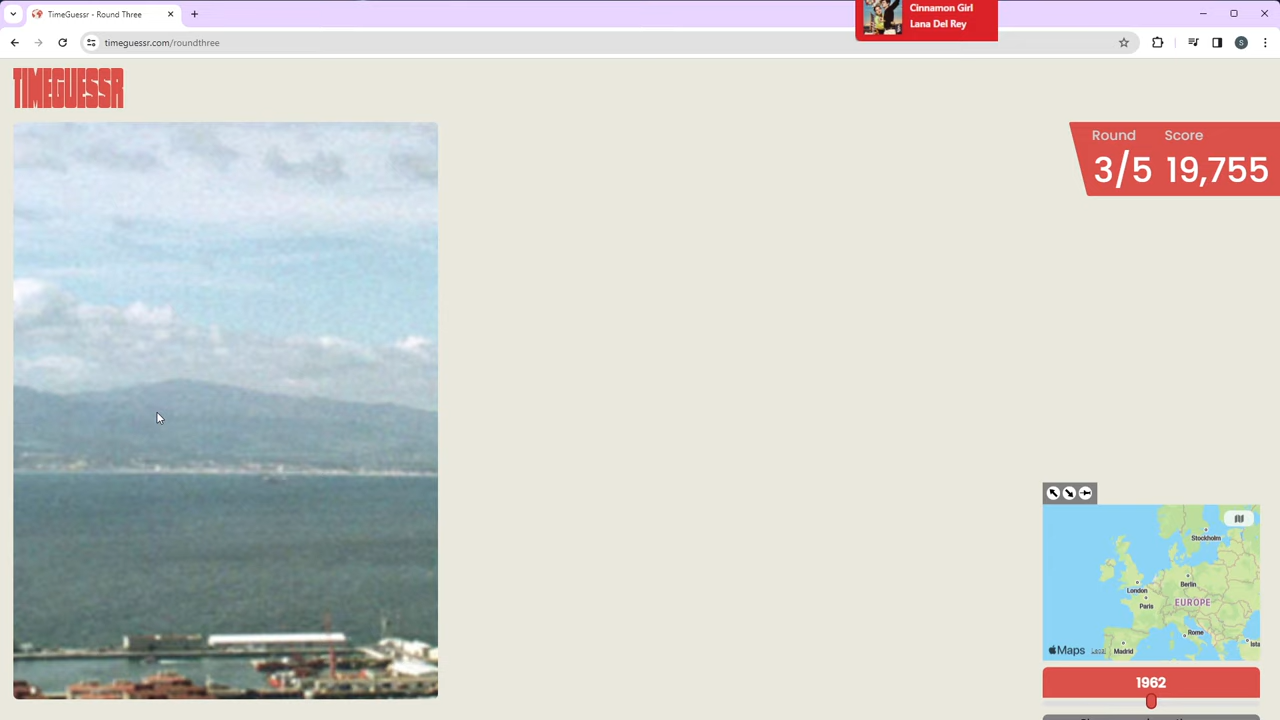 TimeGuessr - Round Three
Cinnamon Girl
Lana Del Rey
timeguessr.com/roundthree
S
TIMEGUESSR
Round Score
3/5 19,755
Stockholm
London
Berlin
Paris
EUROPE
Rome
Madrid
Maps Legal
1962